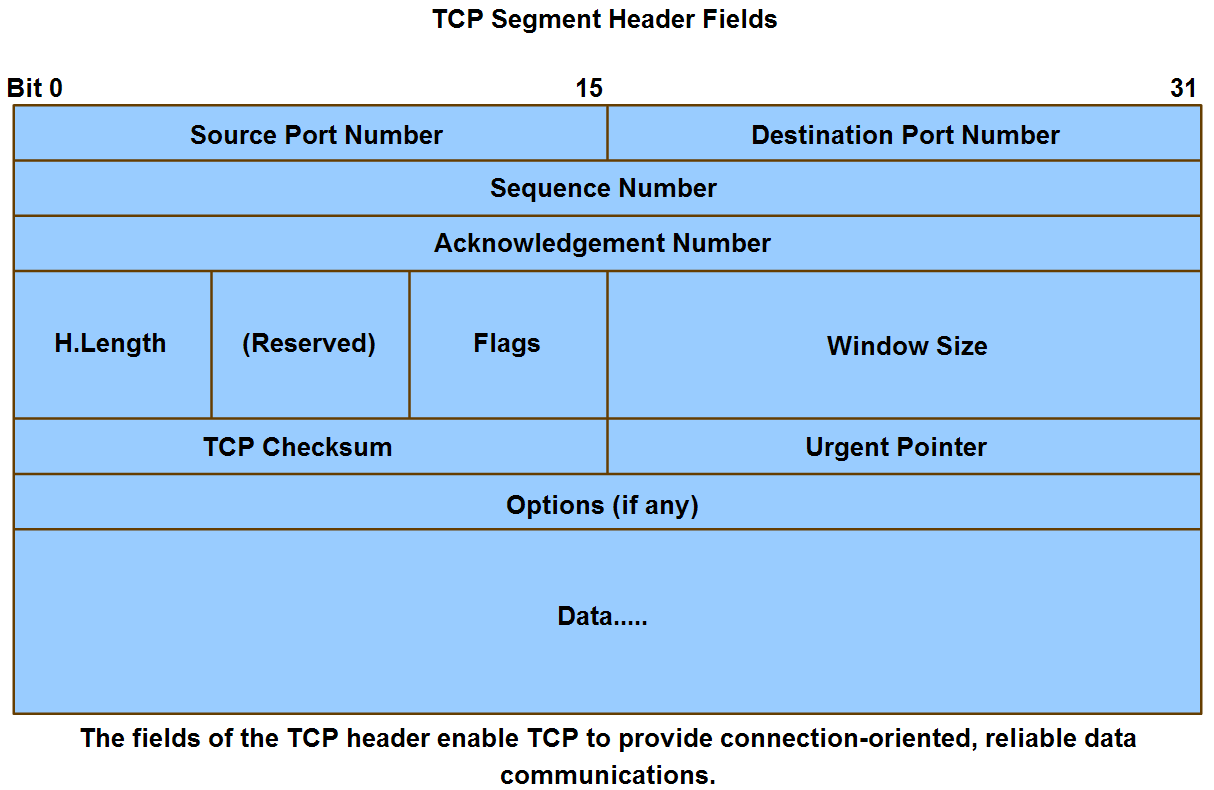 TCP Segment Header Fields
Bit 0 15 31
Source Port Number Destination Port Number
Sequence Number
Acknowledgement Number
H.Length (Reserved) Flags Window Size
TCP Checksum Urgent Pointer
Options (if any)
Data.....
The fields of the TCP header enable TCP to provide connection-oriented, reliable data
communications.